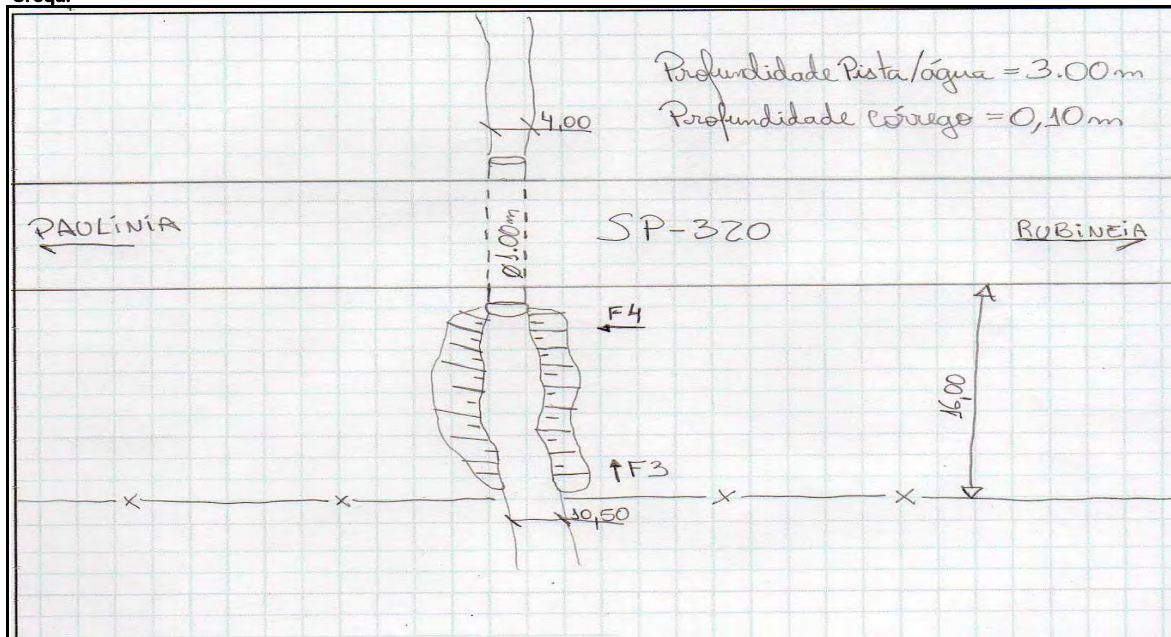 Croqui
Profundidade Pista/água = 3.00 m
Profundidade córrego = 0,10 m
4,00
PAULÍNIA
Ø1.00m
SP-320
RUBINEIA
F4
16,00
F3
10,50